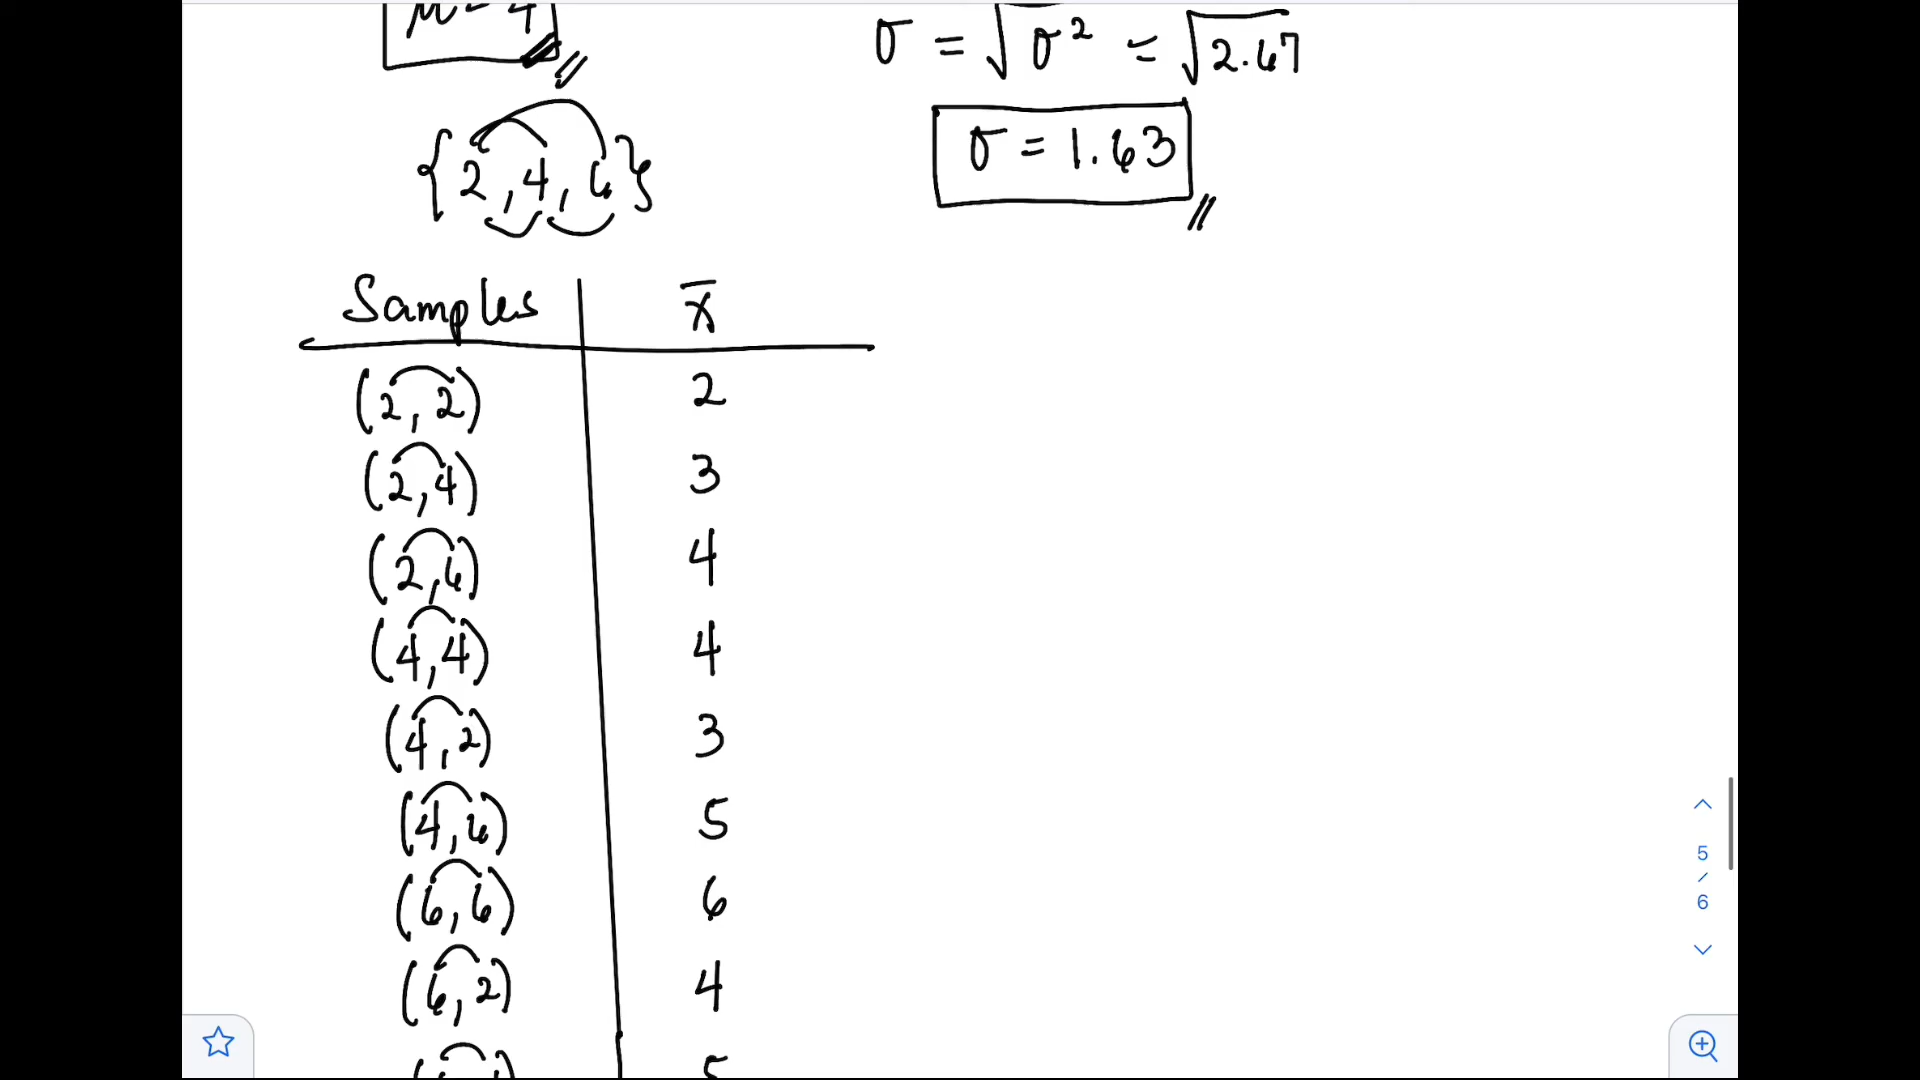 μ = 4
σ = √σ² = √2.67
σ = 1.63
{2, 4, 6}
Samples x̄
(2, 2) 2
(2, 4) 3
(2, 6) 4
(4, 4) 4
(4, 2) 3
(4, 6) 5
(6, 6) 6
(6, 2) 4
5
5
/
6